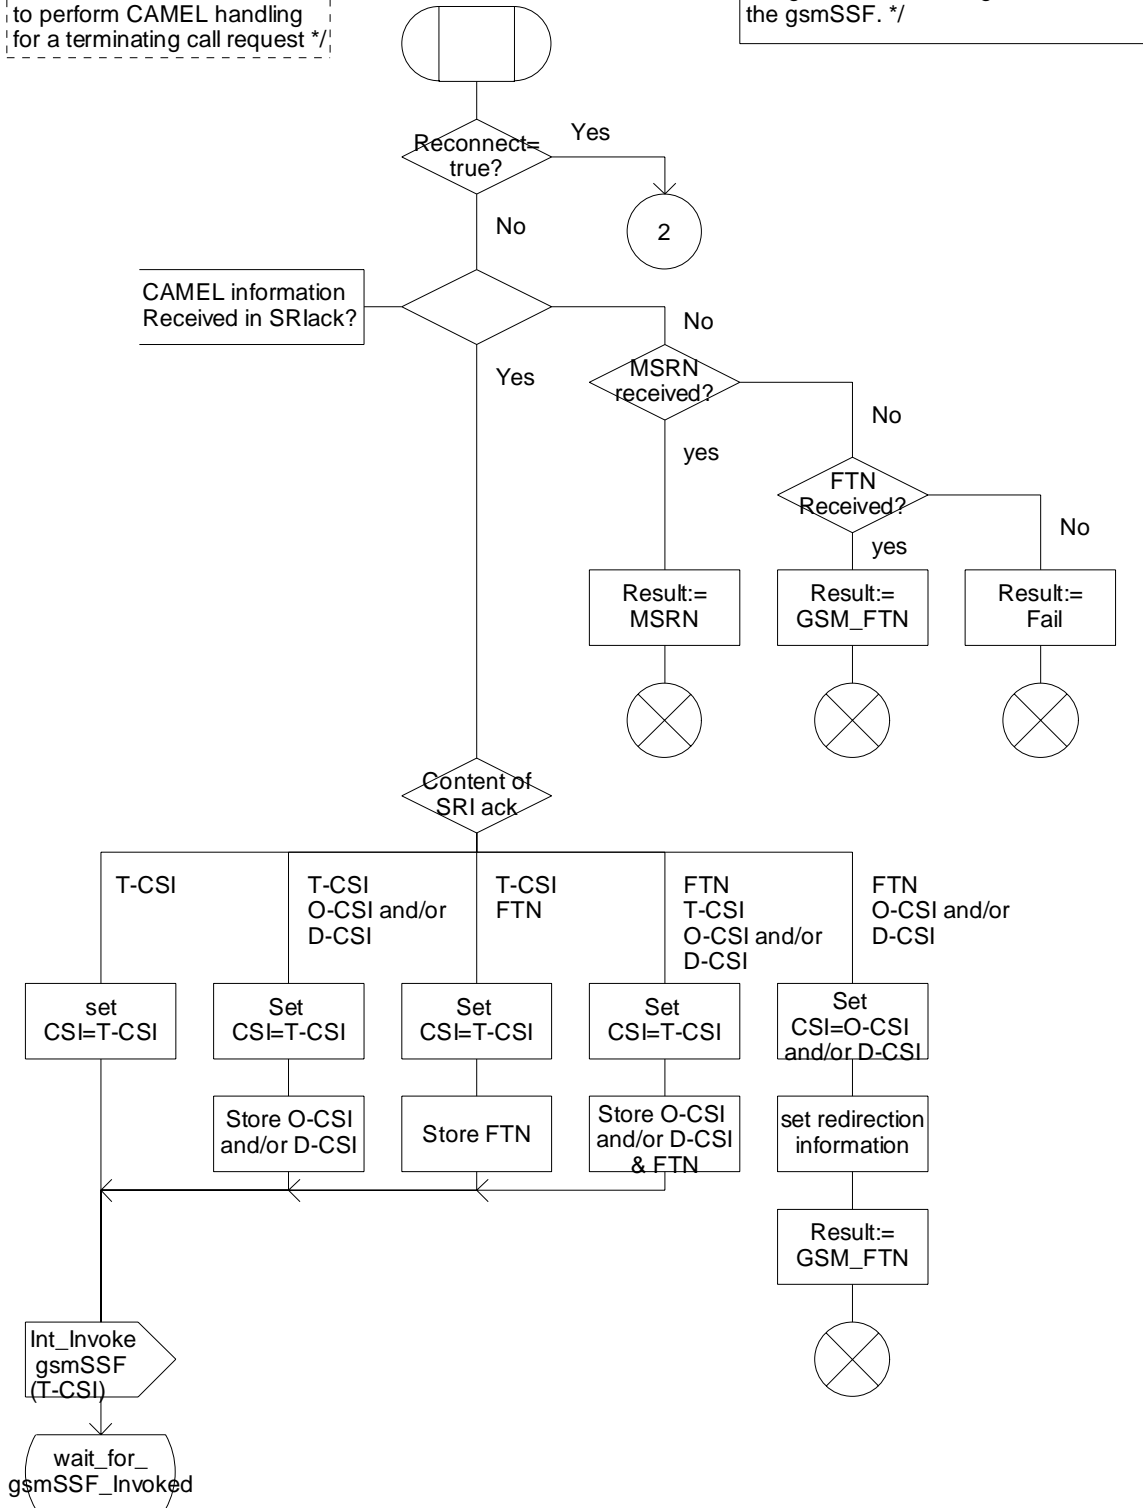 to perform CAMEL handling
for a terminating call request */
the gsmSSF. */
Reconnect=
true?
Yes
No
2
CAMEL information
Received in SRIack?
No
Yes
MSRN
received?
No
yes
FTN
Received?
No
yes
Result:=
MSRN
Result:=
GSM_FTN
Result:=
Fail
Content of
SRI ack
T-CSI
T-CSI
O-CSI and/or
D-CSI
T-CSI
FTN
FTN
T-CSI
O-CSI and/or
D-CSI
FTN
O-CSI and/or
D-CSI
set
CSI=T-CSI
Set
CSI=T-CSI
Set
CSI=T-CSI
Set
CSI=T-CSI
Set
CSI=O-CSI
and/or D-CSI
Store O-CSI
and/or D-CSI
Store FTN
Store O-CSI
and/or D-CSI
& FTN
set redirection
information
Result:=
GSM_FTN
Int_Invoke
gsmSSF
(T-CSI)
wait_for_
gsmSSF_Invoked